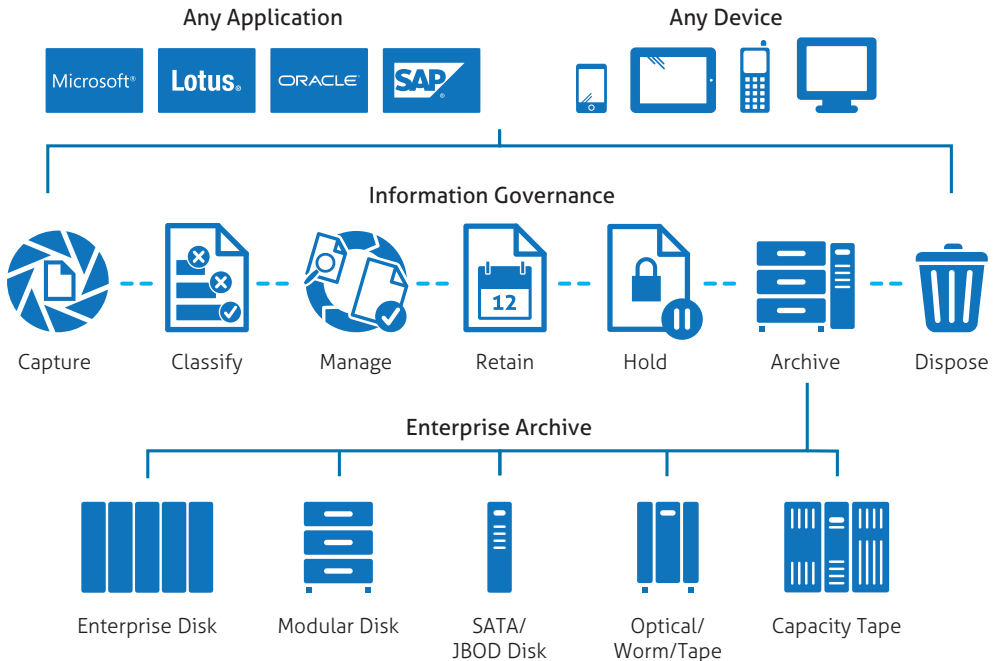 Any Application
Any Device
Microsoft®
Lotus®
ORACLE®
SAP®
Information Governance
12
Capture
Classify
Manage
Retain
Hold
Archive
Dispose
Enterprise Archive
Enterprise Disk
Modular Disk
SATA/
JBOD Disk
Optical/
Worm/Tape
Capacity Tape